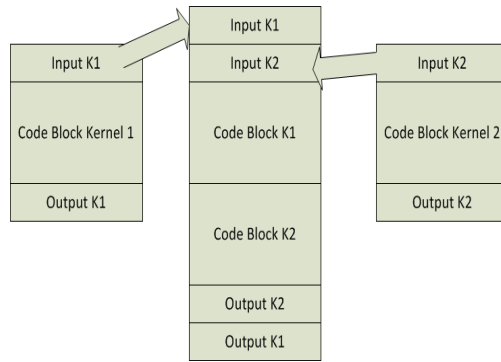 Input K1
Code Block Kernel 1
Output K1
Input K1
Input K2
Code Block K1
Code Block K2
Output K2
Output K1
Input K2
Code Block Kernel 2
Output K2